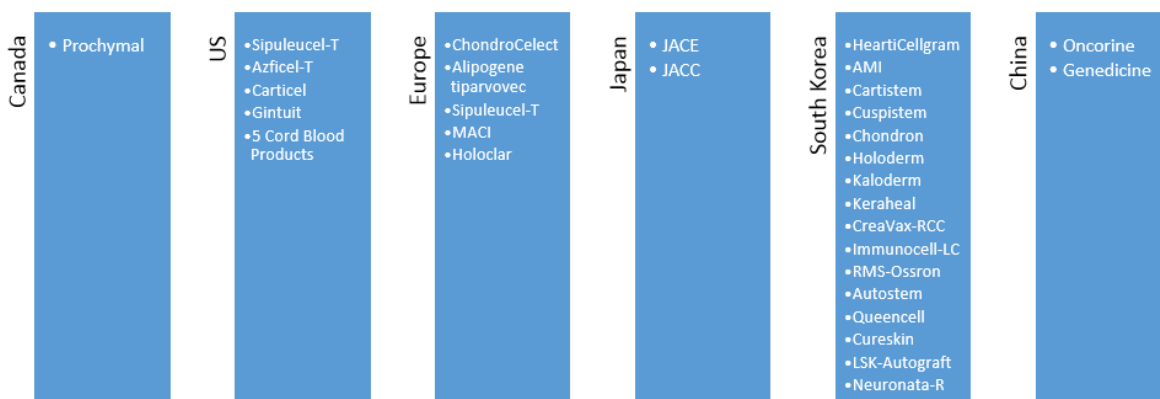 Canada
• Prochymal
US
•Sipuleucel-T
•Azficel-T
•Carticel
•Gintuit
•5 Cord Blood
Products
Europe
•ChondroCelect
•Alipogene
tiparvovec
•Sipuleucel-T
•MACI
•Holoclar
Japan
• JACE
• JACC
South Korea
•HeartiCellgram
•AMI
•Cartistem
•Cuspistem
•Chondron
•Holoderm
•Kaloderm
•Keraheal
•CreaVax-RCC
•Immunocell-LC
•RMS-Ossron
•Autostem
•Queencell
•Cureskin
•LSK-Autograft
•Neuronata-R
China
• Oncorine
• Genedicine